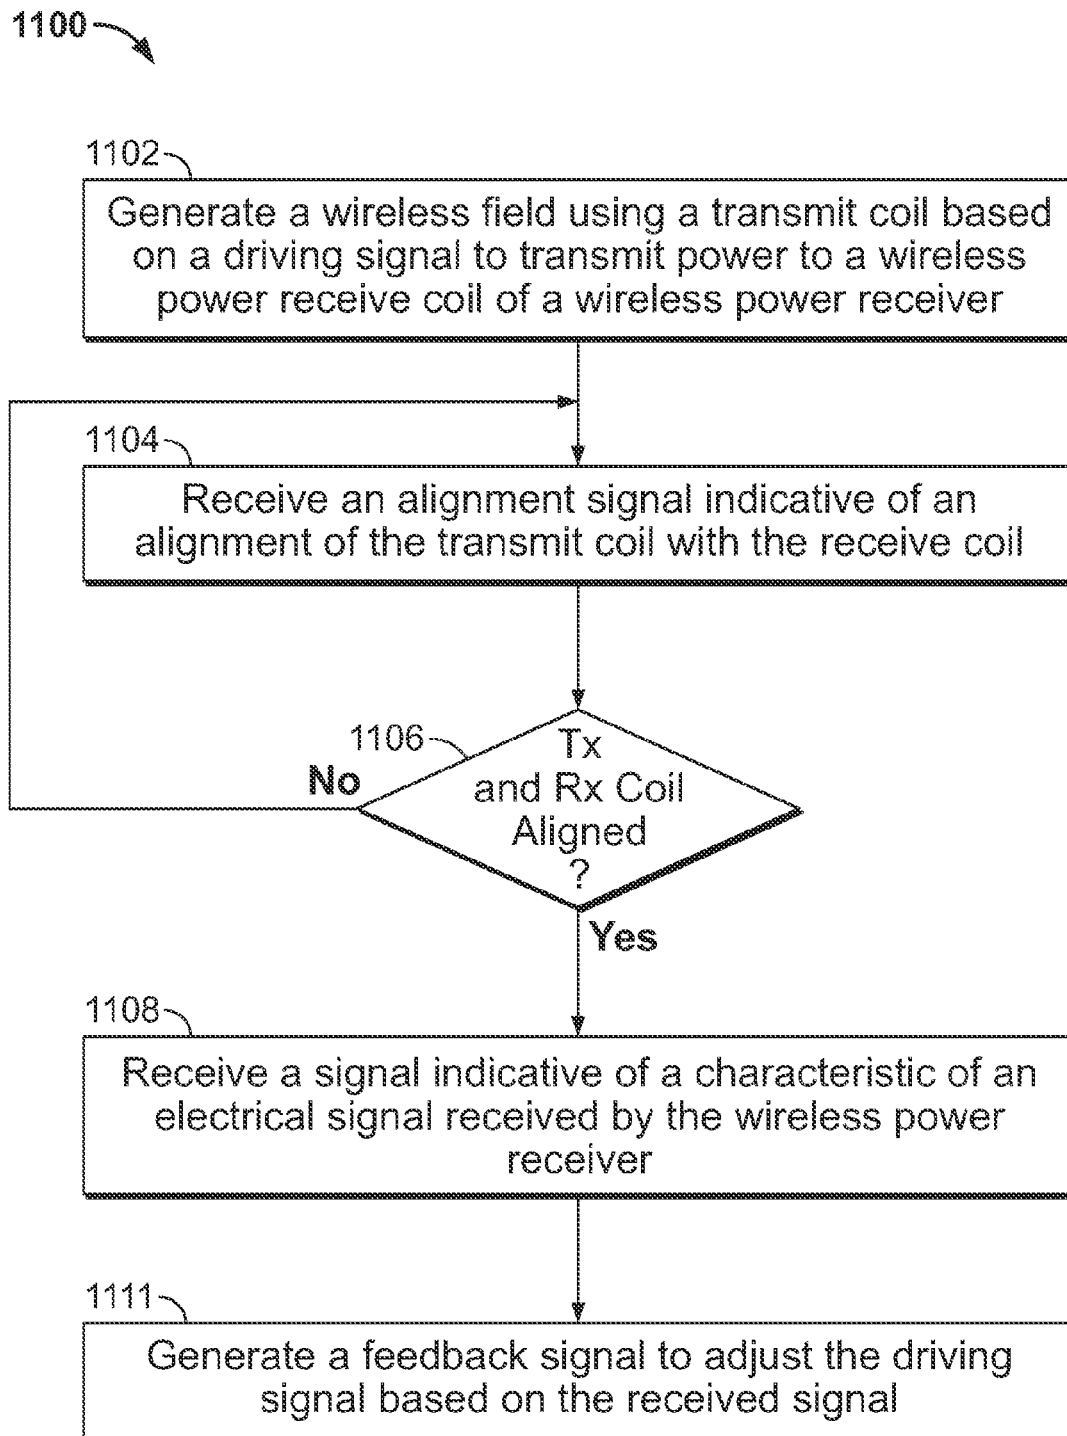 1100
1102
Generate a wireless field using a transmit coil based
on a driving signal to transmit power to a wireless
power receive coil of a wireless power receiver
1104
Receive an alignment signal indicative of an
alignment of the transmit coil with the receive coil
1106
No
Tx
and Rx Coil
Aligned
?
Yes
1108
Receive a signal indicative of a characteristic of an
electrical signal received by the wireless power
receiver
1111
Generate a feedback signal to adjust the driving
signal based on the received signal